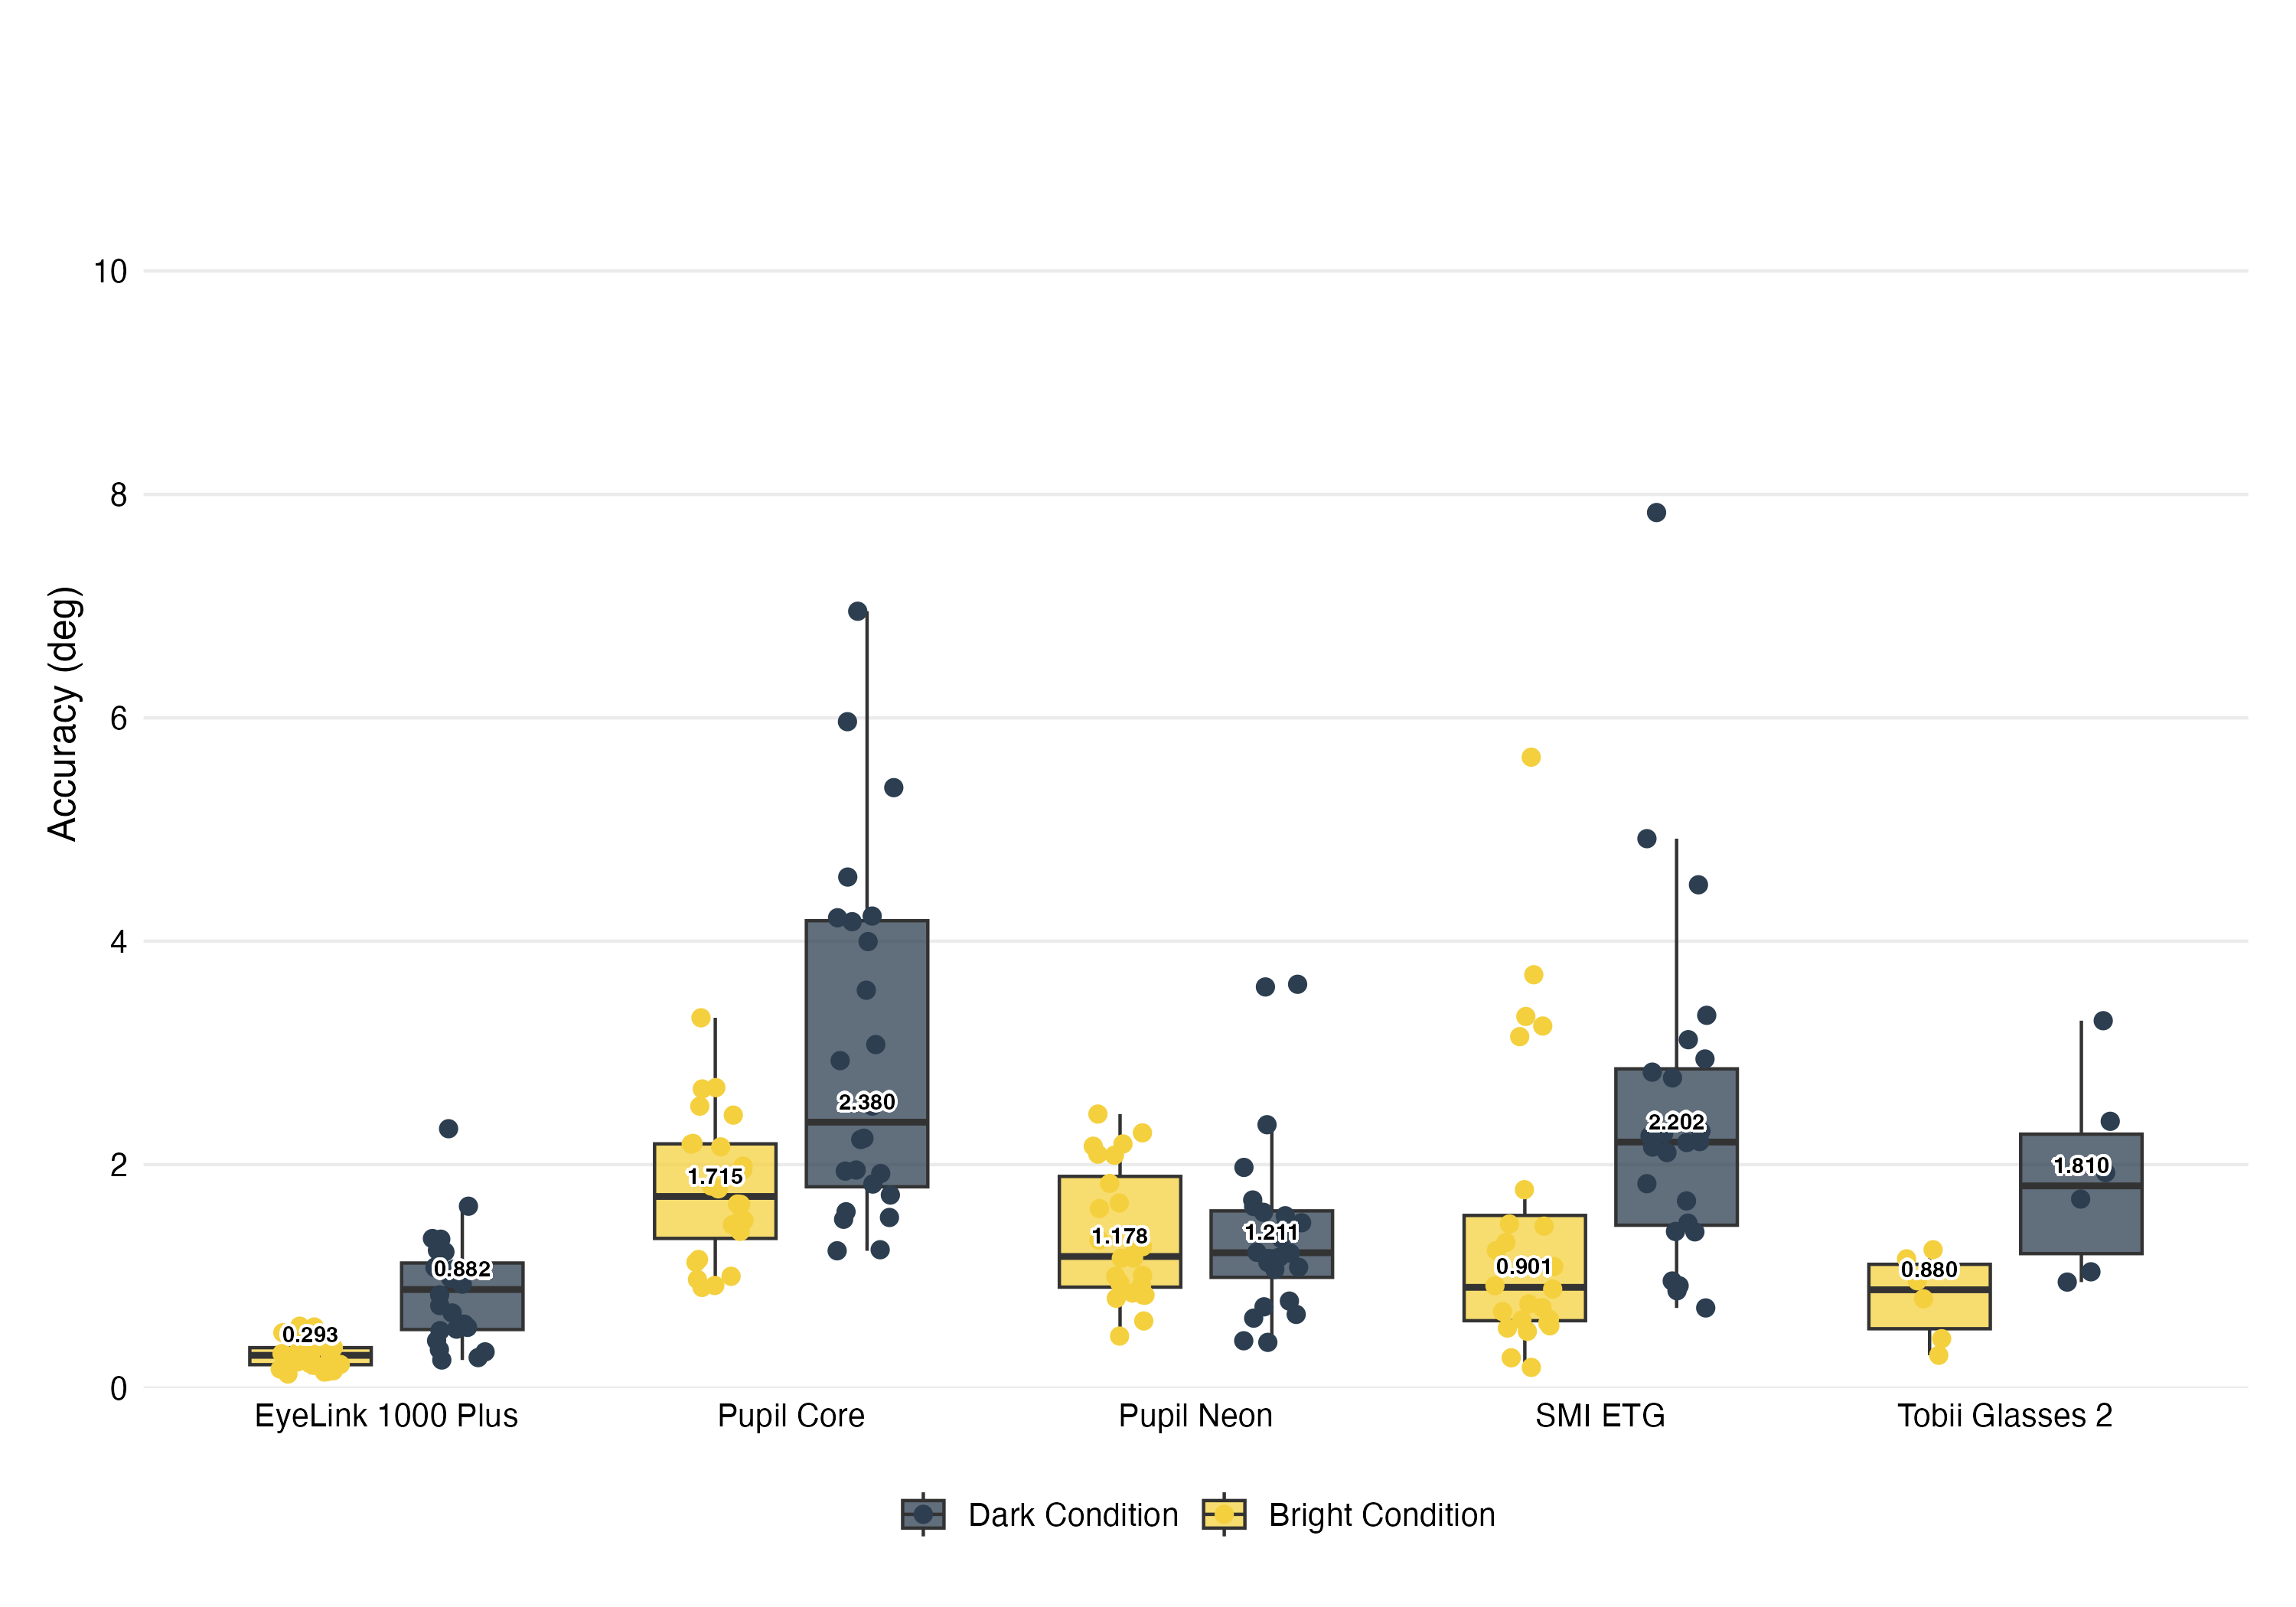 10
8
6
4
2
0
Accuracy (deg)
0.293
0.882
1.715
2.380
1.178
1.211
0.901
2.202
0.880
1.810
EyeLink 1000 Plus
Pupil Core
Pupil Neon
SMI ETG
Tobii Glasses 2
Dark Condition
Bright Condition